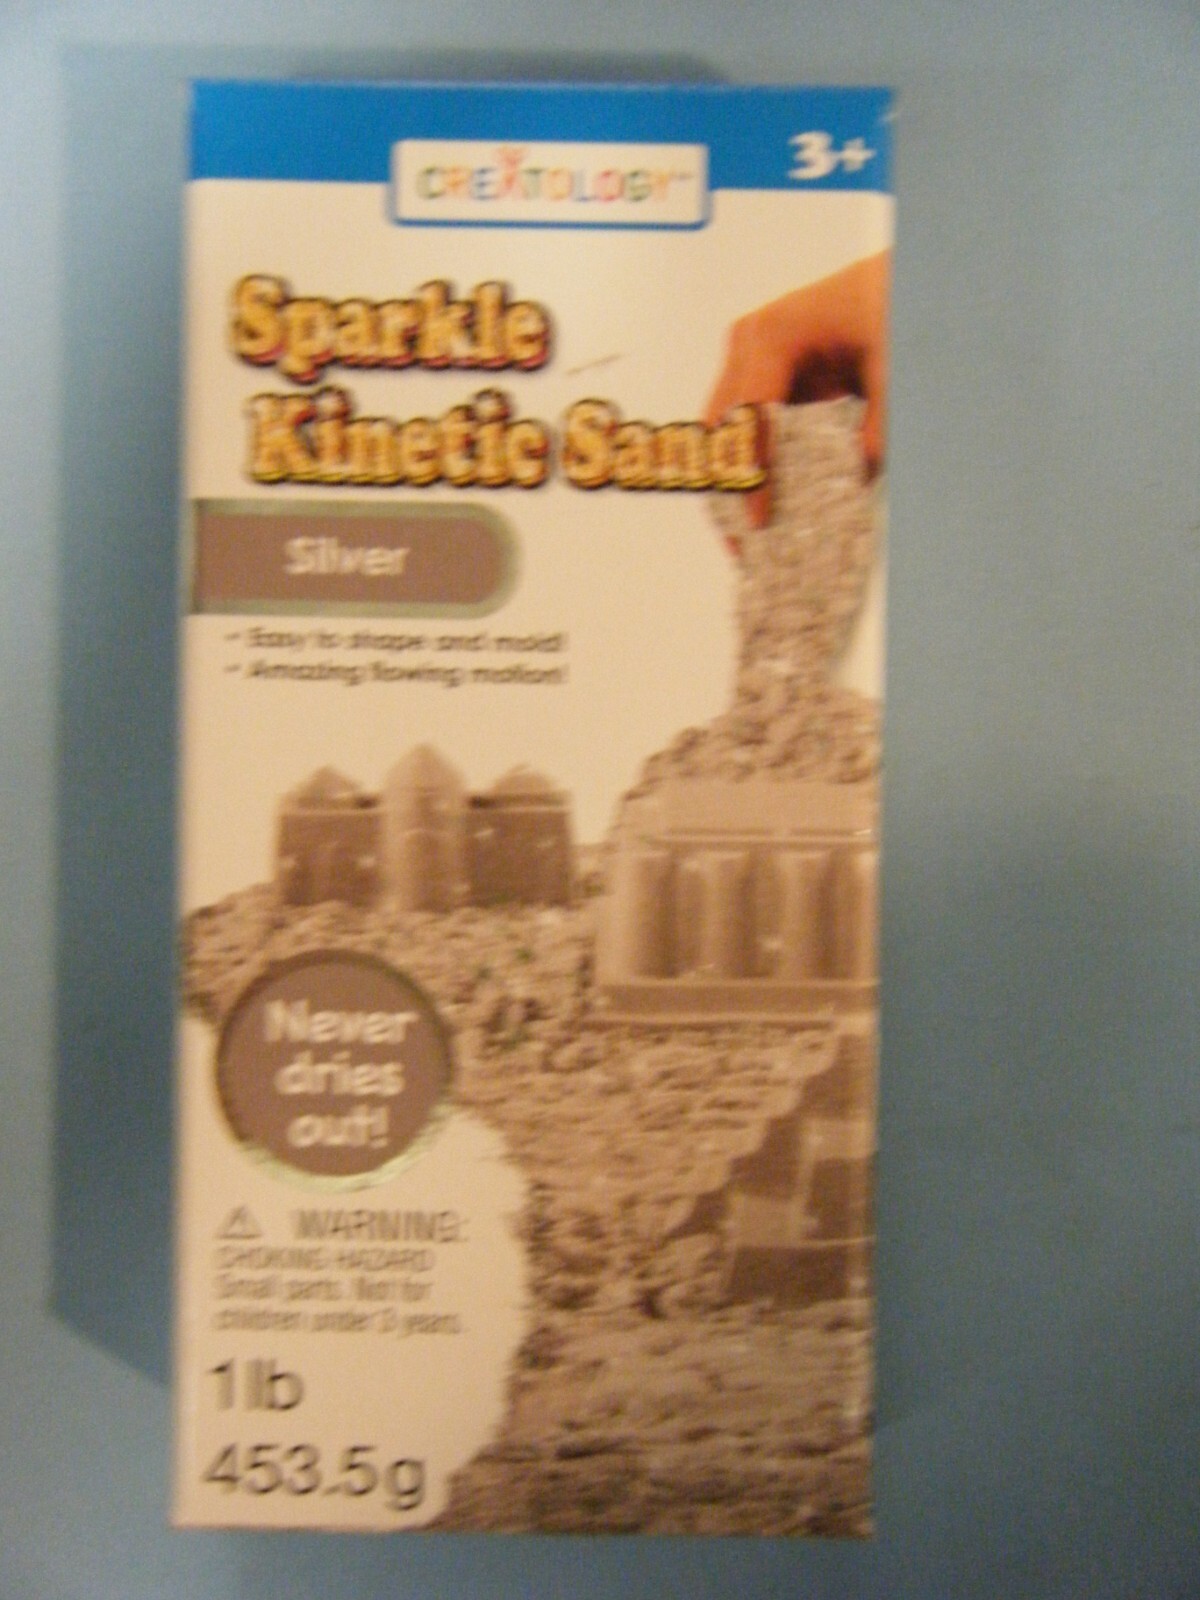 CREATOLOGY™
3+
Sparkle
Kinetic Sand
Silver
• Easy to shape and mold!
• Amazing flowing motion!
Never
dries
out!
⚠ WARNING:
CHOKING HAZARD
Small parts. Not for
children under 3 years.
1 lb
453.5g